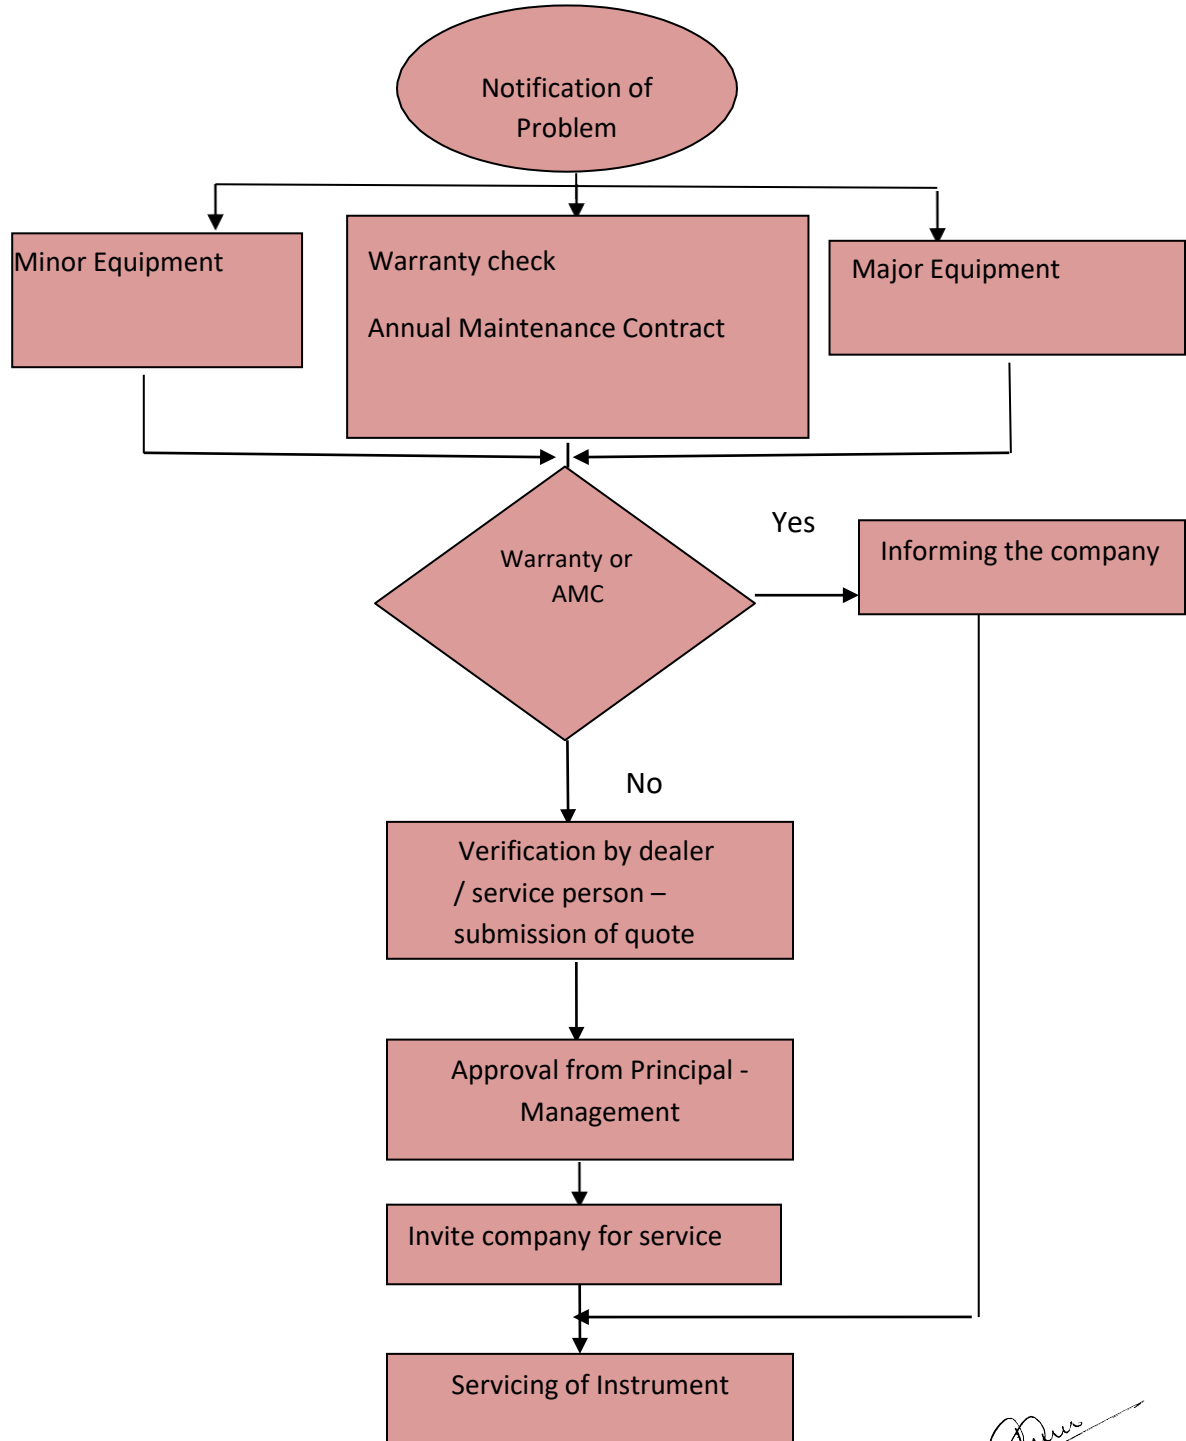 Notification of
Problem
Minor Equipment
Warranty check
Annual Maintenance Contract
Major Equipment
Warranty or
AMC
Yes
Informing the company
No
Verification by dealer
/ service person –
submission of quote
Approval from Principal -
Management
Invite company for service
Servicing of Instrument